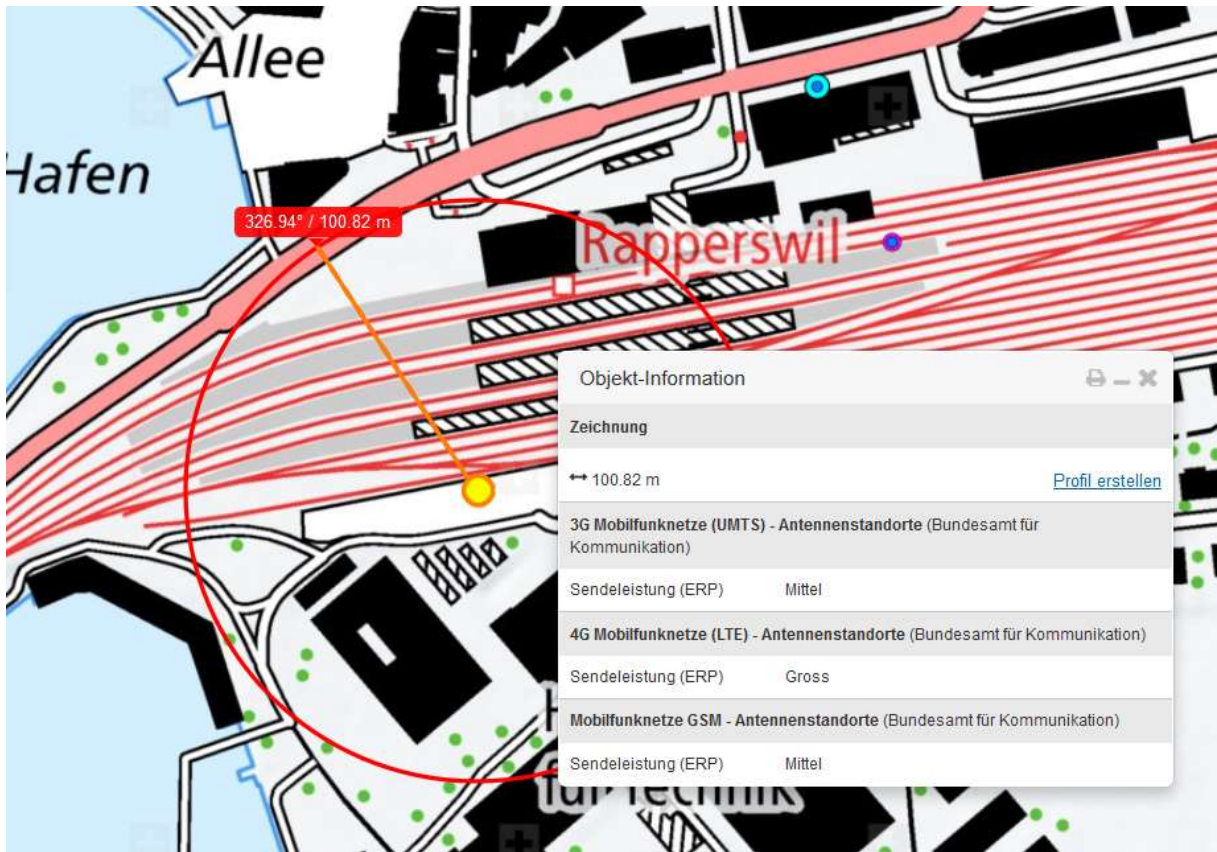 Allee
Hafen
326.94° / 100.82 m
Rapperswil
Objekt-Information
Zeichnung
100.82 m Profil erstellen
3G Mobilfunknetze (UMTS) - Antennenstandorte (Bundesamt für
Kommunikation)
Sendeleistung (ERP) Mittel
4G Mobilfunknetze (LTE) - Antennenstandorte (Bundesamt für Kommunikation)
Sendeleistung (ERP) Gross
Mobilfunknetze GSM - Antennenstandorte (Bundesamt für Kommunikation)
Sendeleistung (ERP) Mittel
H
für Technik